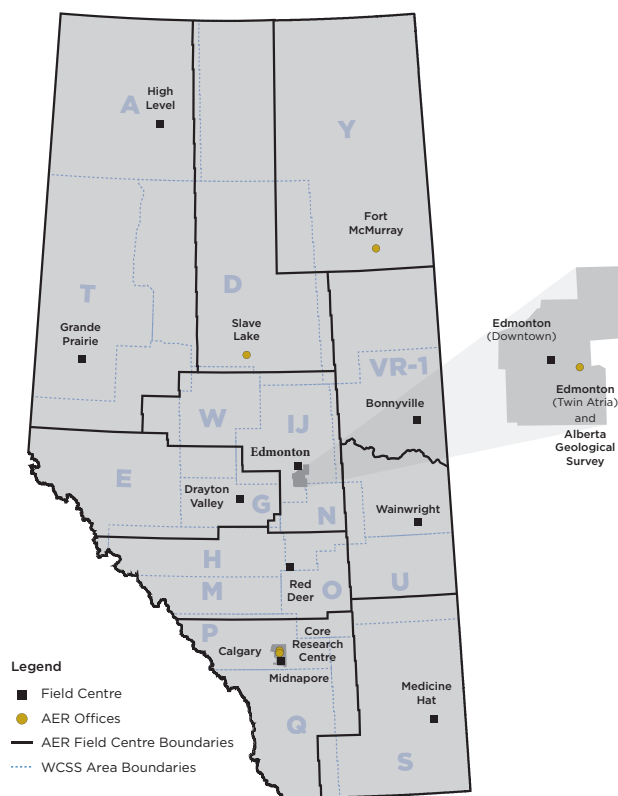 A
High
Level
Y
Fort
McMurray
T
D
Grande
Prairie
Slave
Lake
VR-1
Bonnyville
Edmonton
(Downtown)
Edmonton
(Twin Atria)
and
Alberta
Geological
Survey
W
IJ
Edmonton
E
Drayton
Valley
G
N
Wainwright
H
M
Red
Deer
O
U
P
Calgary
Core
Research
Centre
Midnapore
Medicine
Hat
Q
S
Legend
Field Centre
AER Offices
AER Field Centre Boundaries
WCSS Area Boundaries